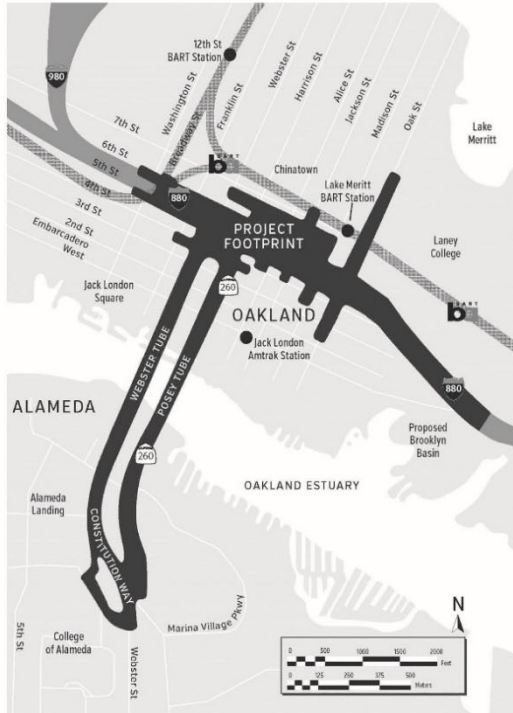 980
12th St
BART Station
Washington St
Broadway St
Franklin St
Webster St
Harrison St
Alice St
Jackson St
Madison St
Oak St
Lake
Merritt
7th St
6th St
5th St
4th St
3rd St
2nd St
Embarcadero
West
BART
b
Chinatown
Lake Merritt
BART Station
880
PROJECT
FOOTPRINT
Laney
College
BART
b
Jack London
Square
260
OAKLAND
Jack London
Amtrak Station
880
WEBSTER TUBE
POSEY TUBE
ALAMEDA
Proposed
Brooklyn
Basin
260
OAKLAND ESTUARY
Alameda
Landing
CONSTITUTION WAY
Marina Village Pkwy
N
5th St
College
of Alameda
Webster St
0 500 1000 1500 2000
Feet
0 125 250 375 500
Meters